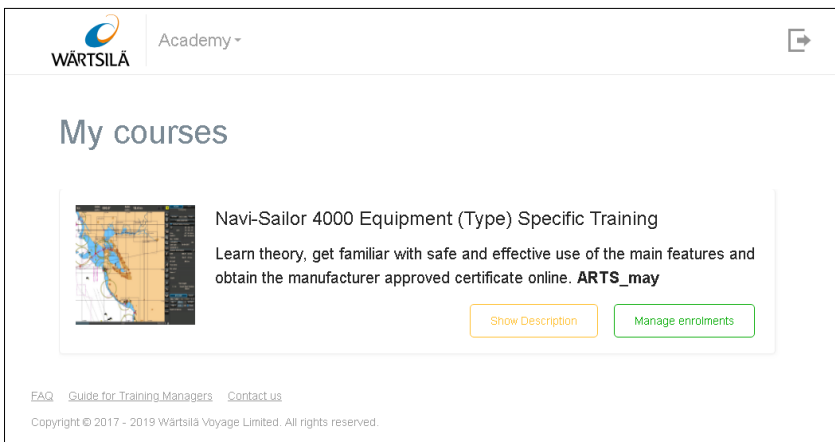 WÄRTSILÄ
Academy
My courses
Navi-Sailor 4000 Equipment (Type) Specific Training
Learn theory, get familiar with safe and effective use of the main features and
obtain the manufacturer approved certificate online. ARTS_may
Show Description
Manage enrolments
FAQ Guide for Training Managers Contact us
Copyright © 2017 - 2019 Wärtsilä Voyage Limited. All rights reserved.